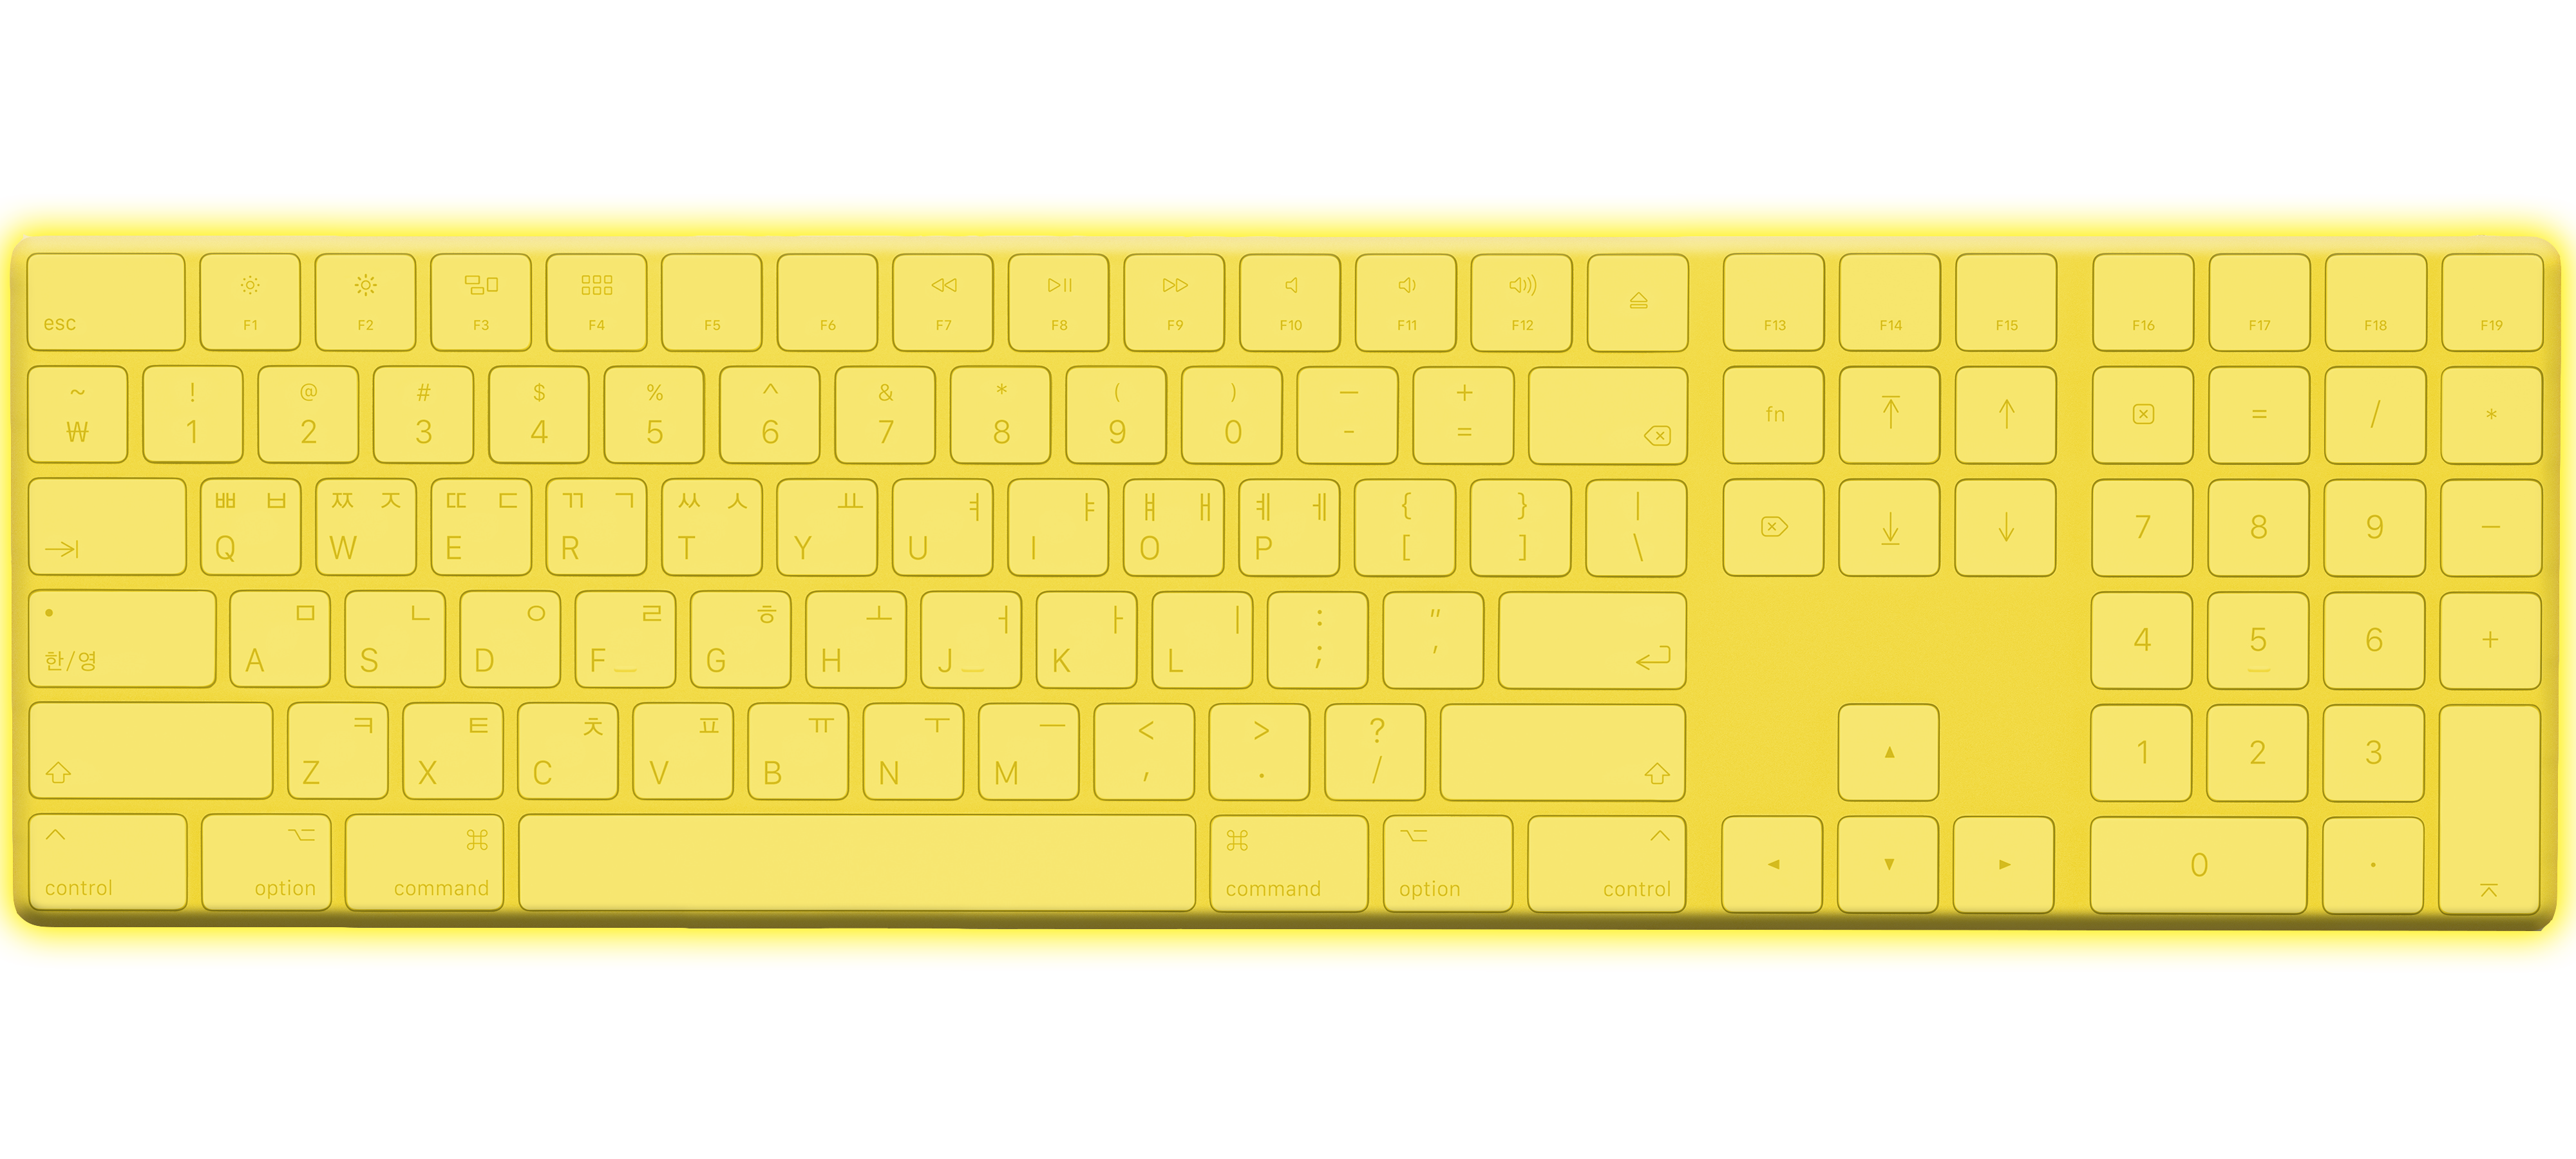 esc F1 F2 F3 F4 F5 F6 F7 F8 F9 F10 F11 F12 F13 F14 F15 F16 F17 F18 F19
~ ! @ # $ % ^ & * ( ) — +
₩ 1 2 3 4 5 6 7 8 9 0 - = fn = / *
ㅃ ㅂ ㅉ ㅈ ㄸ ㄷ ㄲ ㄱ ㅆ ㅅ ㅛ ㅕ ㅑ ㅒ ㅐ ㅖ ㅔ { } |
Q W E R T Y U I O P [ ] \ 7 8 9 −
ㅁ ㄴ ㅇ ㄹ ㅎ ㅗ ㅓ ㅏ ㅣ : "
한/영 A S D F J G H K L ; ' 4 5 6 +
ㅋ ㅌ ㅊ ㅍ ㅠ ㅜ ㅡ < > ?
Z X C V B N M , . / 1 2 3
control option command command option control 0 .